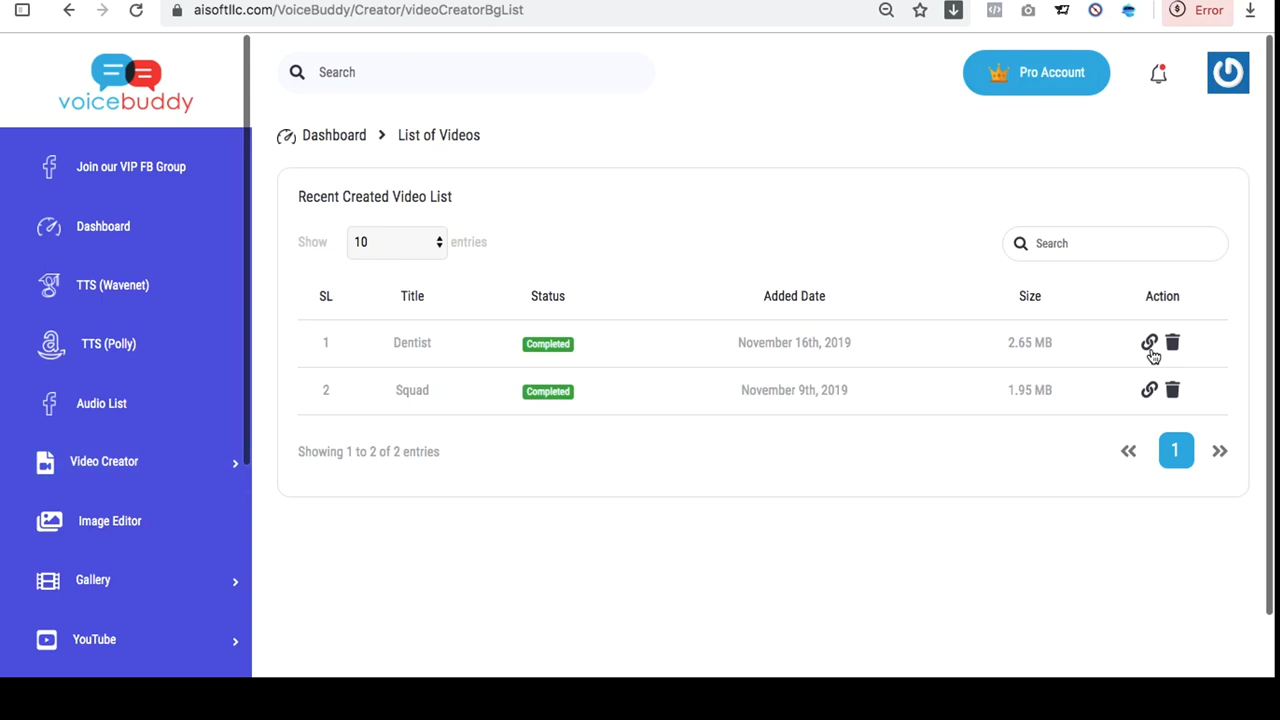 aisoftllc.com/VoiceBuddy/Creator/videoCreatorBgList
Error
voicebuddy
Search
Pro Account
Join our VIP FB Group
Dashboard
TTS (Wavenet)
TTS (Polly)
Audio List
Video Creator
Image Editor
Gallery
YouTube
Dashboard > List of Videos
Recent Created Video List
Show 10 entries
Search
SL Title Status Added Date Size Action
1 Dentist Completed November 16th, 2019 2.65 MB
2 Squad Completed November 9th, 2019 1.95 MB
Showing 1 to 2 of 2 entries
« 1 »